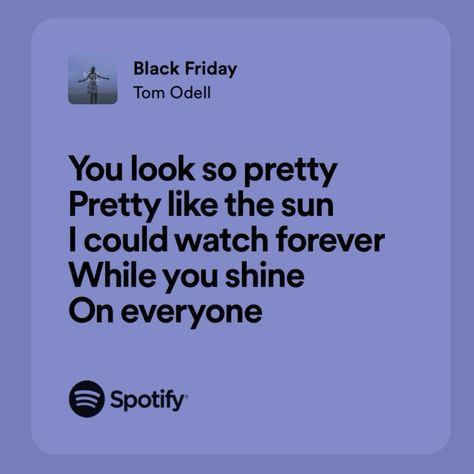 Black Friday
Tom Odell
You look so pretty
Pretty like the sun
I could watch forever
While you shine
On everyone
Spotify®